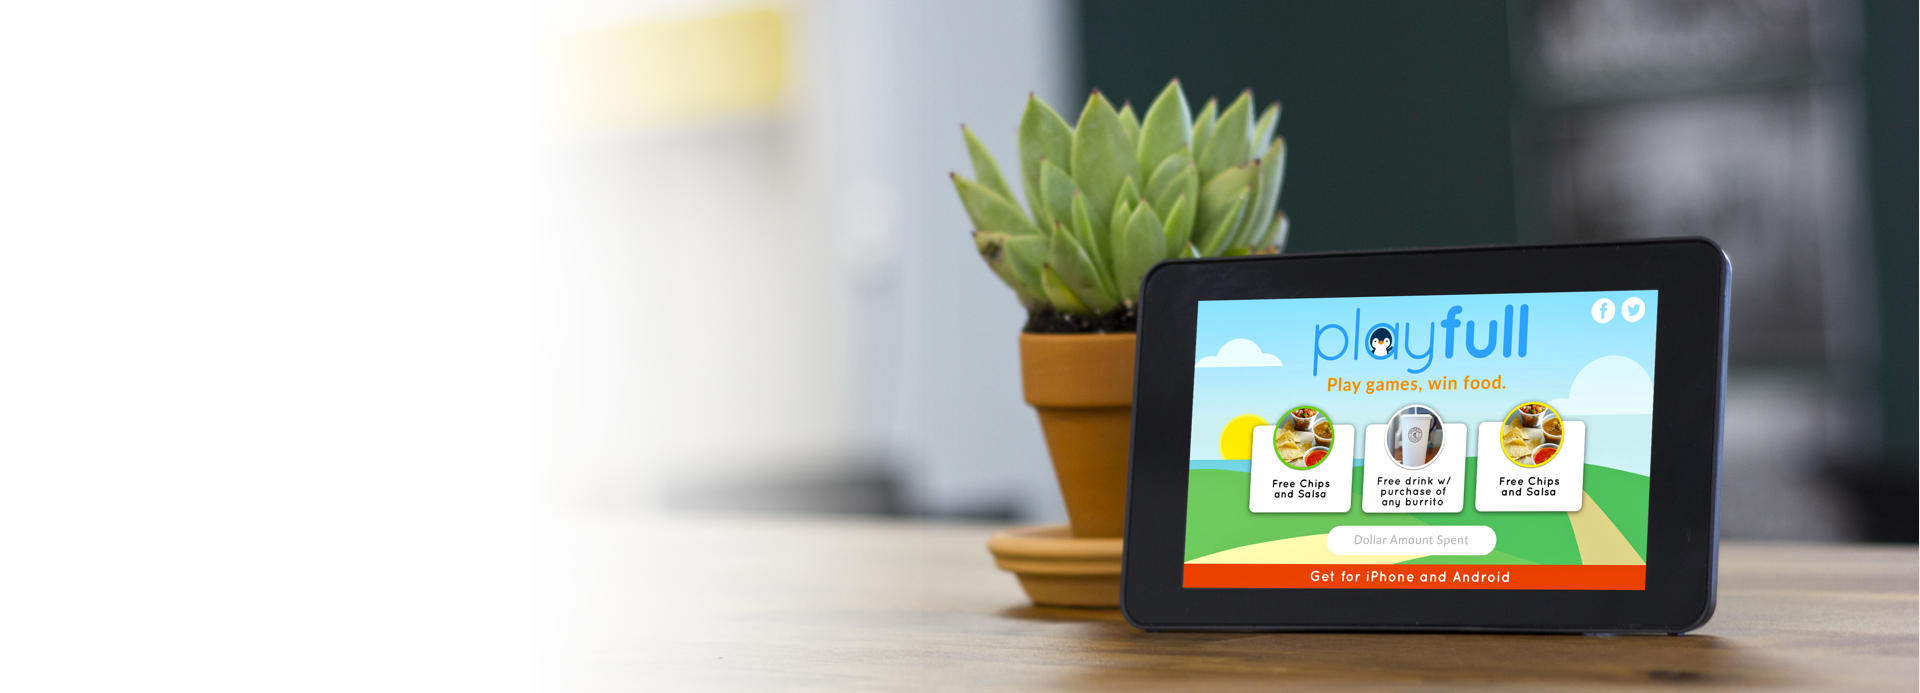 playfull
Play games, win food.
Free Chips
and Salsa
Free drink w/
purchase of
any burrito
Free Chips
and Salsa
Dollar Amount Spent
Get for iPhone and Android